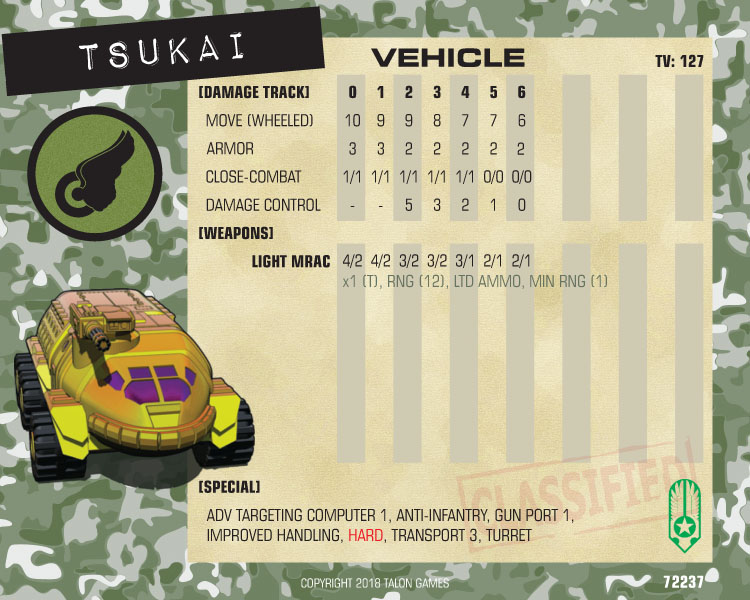 TSUKAI
VEHICLE
TV: 127
[DAMAGE TRACK] 0 1 2 3 4 5 6
MOVE (WHEELED) 10 9 9 8 7 7 6
ARMOR 3 3 2 2 2 2 2
CLOSE-COMBAT 1/1 1/1 1/1 1/1 1/1 0/0 0/0
DAMAGE CONTROL - - 5 3 2 1 0
[WEAPONS]
LIGHT MRAC 4/2 4/2 3/2 3/2 3/1 2/1 2/1
x1 (T), RNG (12), LTD AMMO, MIN RNG (1)
CLASSIFIED
[SPECIAL]
ADV TARGETING COMPUTER 1, ANTI-INFANTRY, GUN PORT 1,
IMPROVED HANDLING, HARD, TRANSPORT 3, TURRET
COPYRIGHT 2018 TALON GAMES
72237